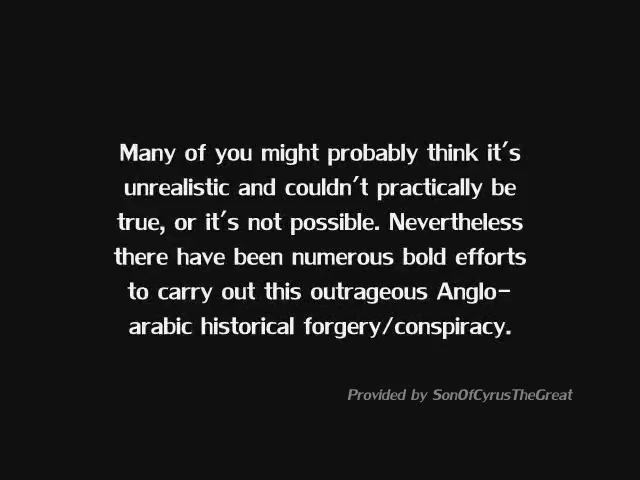 Many of you might probably think it's
unrealistic and couldn't practically be
true, or it's not possible. Nevertheless
there have been numerous bold efforts
to carry out this outrageous Anglo-
arabic historical forgery/conspiracy.
Provided by SonOfCyrusTheGreat